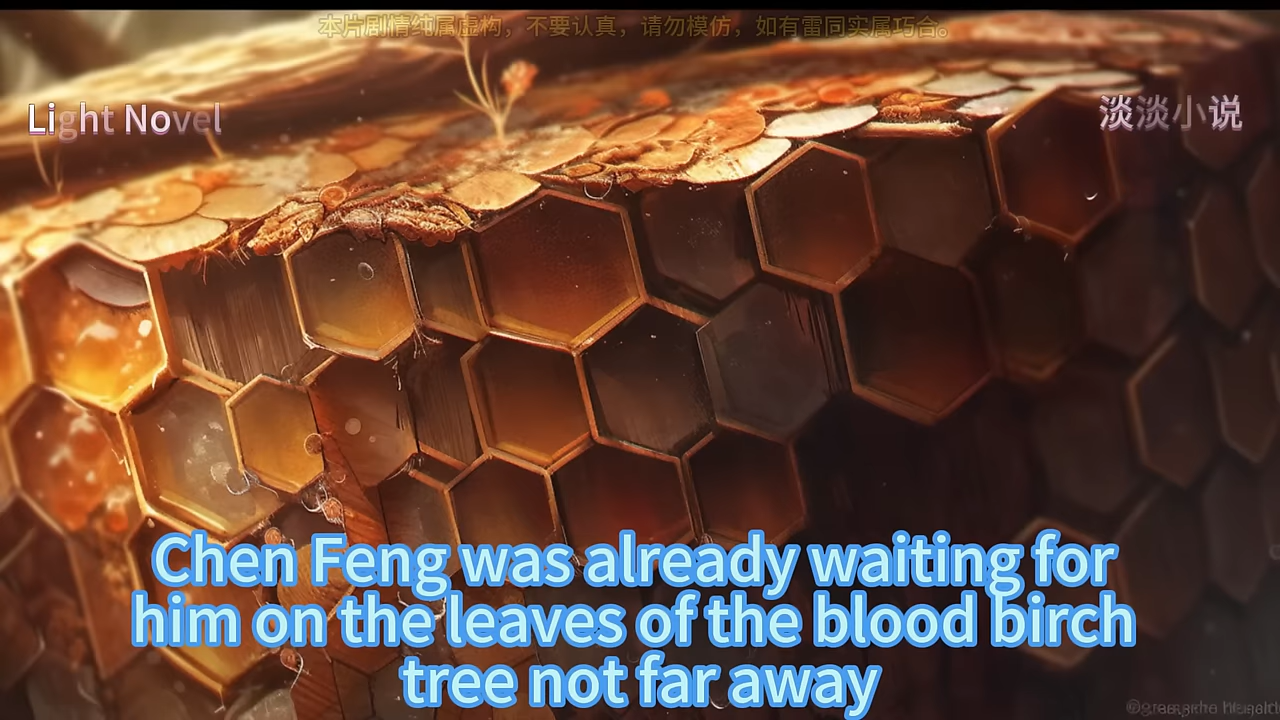 本片剧情纯属虚构，不要认真，请勿模仿，如有雷同实属巧合。
Light Novel
淡淡小说
Chen Feng was already waiting for
him on the leaves of the blood birch
tree not far away